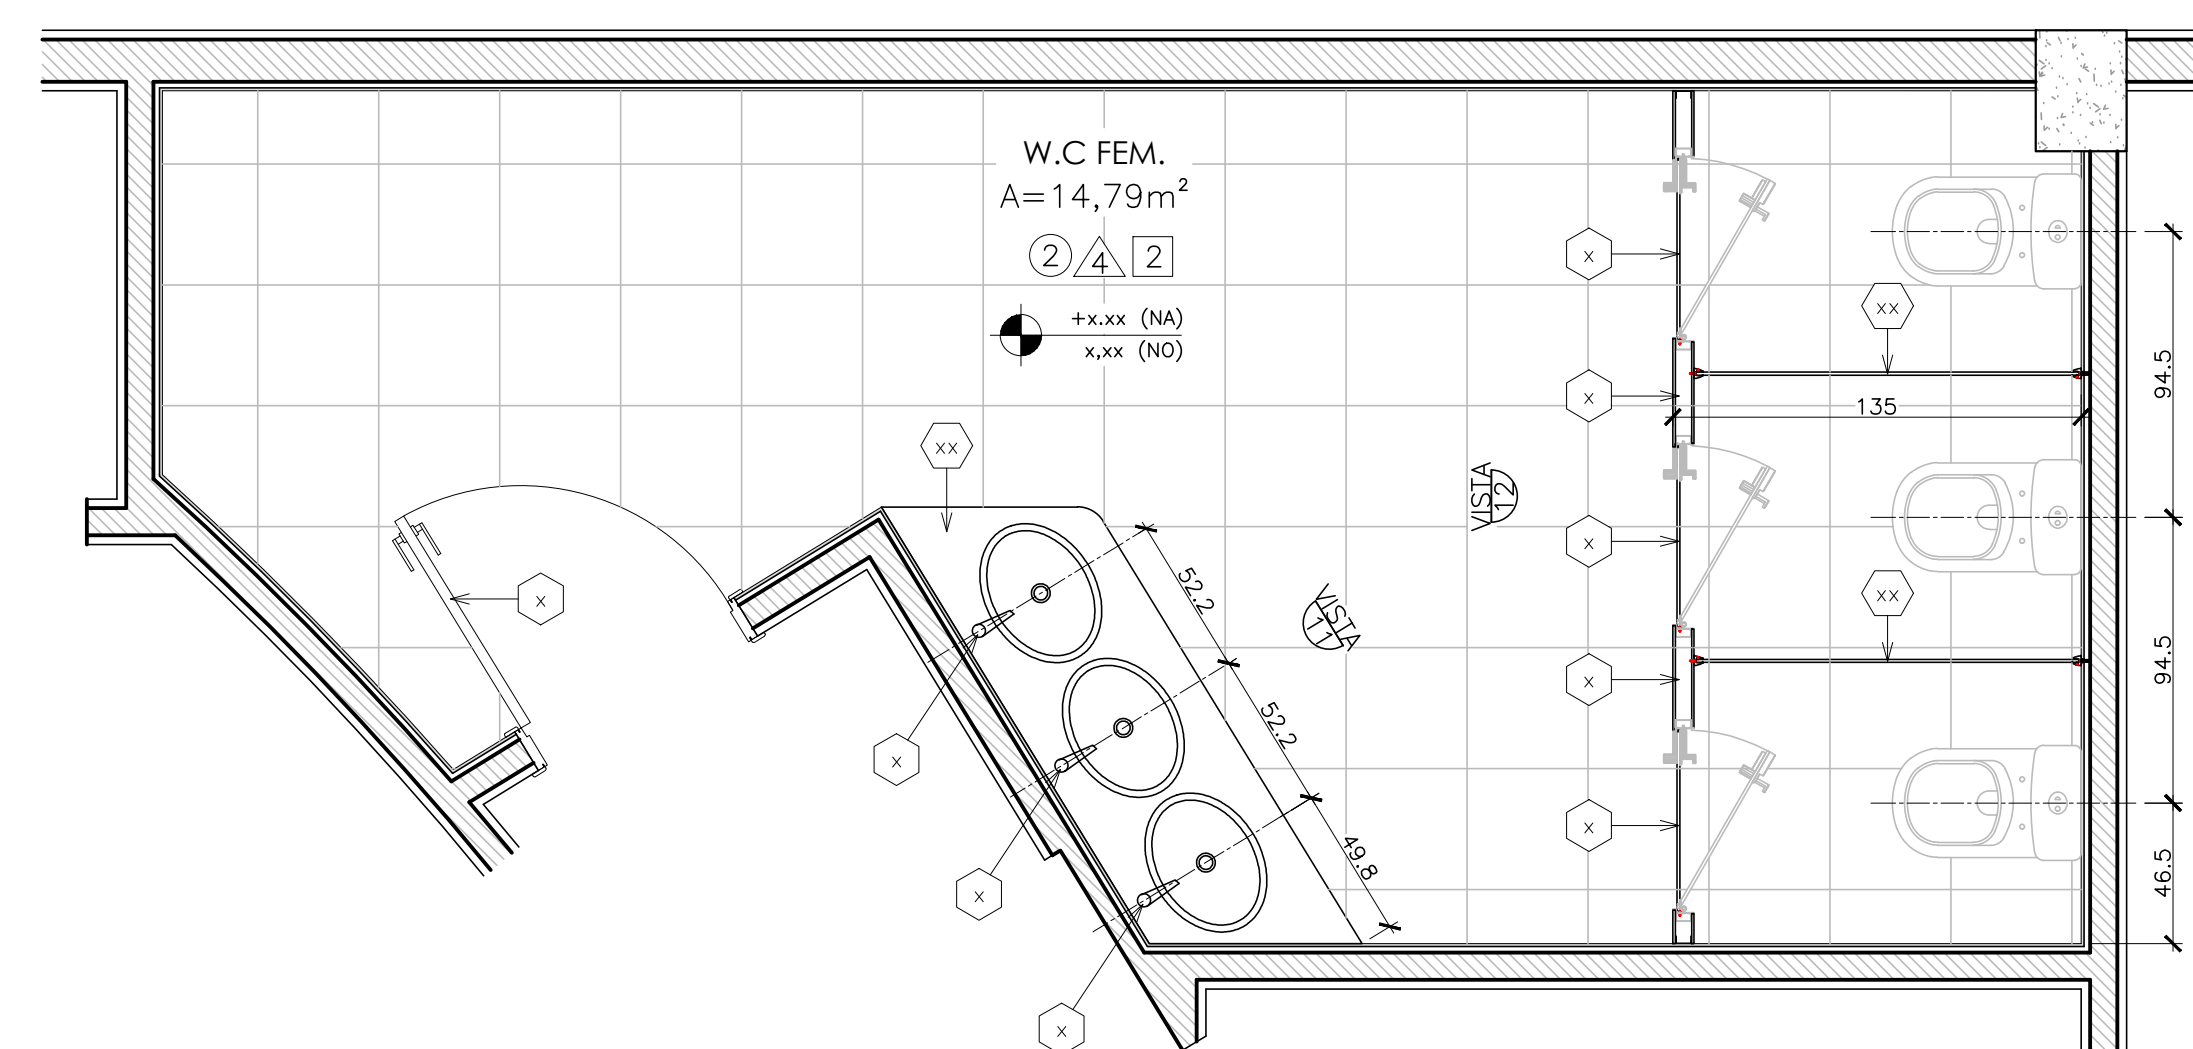 W.C FEM.
A=14,79m²
2 4 2
+x.xx (NA)
x,xx (NO)
x
xx
x
135
94.5
xx
VISTA
12
x
x
xx
94.5
x
52.2
VISTA
11
x
52.2
x
x
49.8
46.5
x
x